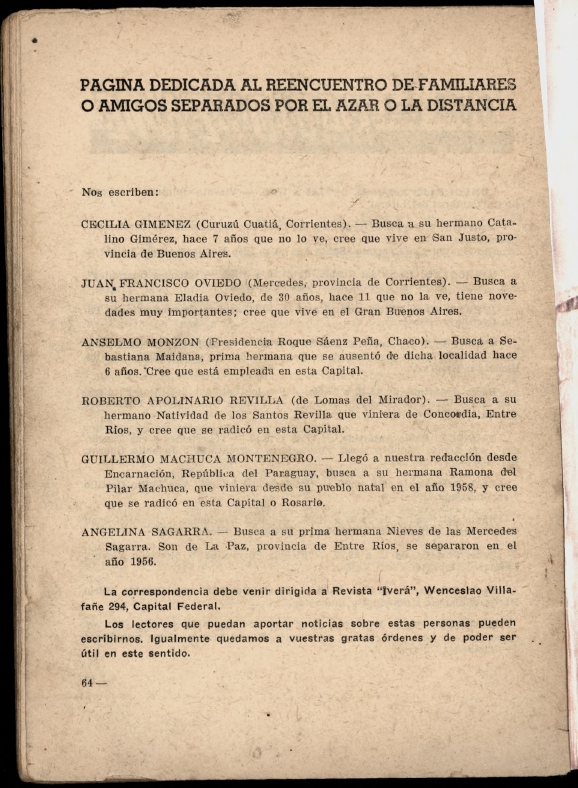 PAGINA DEDICADA AL REENCUENTRO DE FAMILIARES
O AMIGOS SEPARADOS POR EL AZAR O LA DISTANCIA
Nos escriben:
CECILIA GIMENEZ (Curuzú Cuatiá, Corrientes). — Busca a su hermano Cata-
lino Giménez, hace 7 años que no lo ve, cree que vive en San Justo, pro-
vincia de Buenos Aires.
JUAN FRANCISCO OVIEDO (Mercedes, provincia de Corrientes). — Busca a
su hermana Eladia Oviedo, de 30 años, hace 11 que no la ve, tiene nove-
dades muy importantes; cree que vive en el Gran Buenos Aires.
ANSELMO MONZON (Presidencia Roque Sáenz Peña, Chaco). — Busca a Se-
bastiana Maidana, prima hermana que se ausentó de dicha localidad hace
6 años. Cree que está empleada en esta Capital.
ROBERTO APOLINARIO REVILLA (de Lomas del Mirador). — Busca a su
hermano Natividad de los Santos Revilla que viniera de Concordia, Entre
Ríos, y cree que se radicó en esta Capital.
GUILLERMO MACHUCA MONTENEGRO. — Llegó a nuestra redacción desde
Encarnación, República del Paraguay, busca a su hermana Ramona del
Pilar Machuca, que viniera desde su pueblo natal en el año 1958, y cree
que se radicó en esta Capital o Rosario.
ANGELINA SAGARRA. — Busca a su prima hermana Nieves de las Mercedes
Sagarra. Son de La Paz, provincia de Entre Ríos, se separaron en el
año 1956.
La correspondencia debe venir dirigida a Revista "Iverá", Wenceslao Villa-
fañe 294, Capital Federal.
Los lectores que puedan aportar noticias sobre estas personas pueden
escribirnos. Igualmente quedamos a vuestras gratas órdenes y de poder ser
útil en este sentido.
64 —